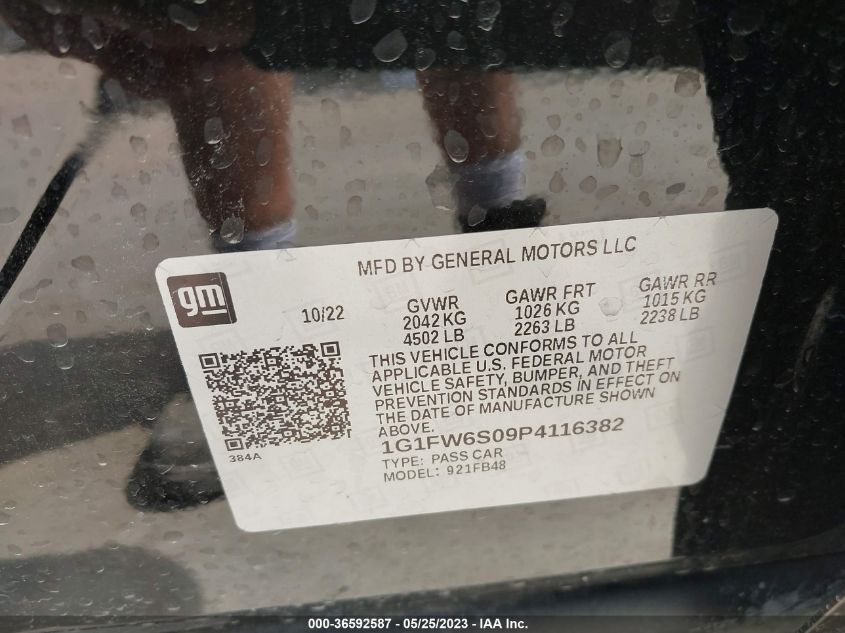 MFD BY GENERAL MOTORS LLC
gm
10/22
GVWR
2042 KG
4502 LB
GAWR FRT
1026 KG
2263 LB
GAWR RR
1015 KG
2238 LB
THIS VEHICLE CONFORMS TO ALL
APPLICABLE U.S. FEDERAL MOTOR
VEHICLE SAFETY, BUMPER, AND THEFT
PREVENTION STANDARDS IN EFFECT ON
THE DATE OF MANUFACTURE SHOWN
ABOVE.
1G1FW6S09P4116382
TYPE: PASS CAR
MODEL: 921FB48
384A
000-36592587 - 05/25/2023 - IAA Inc.